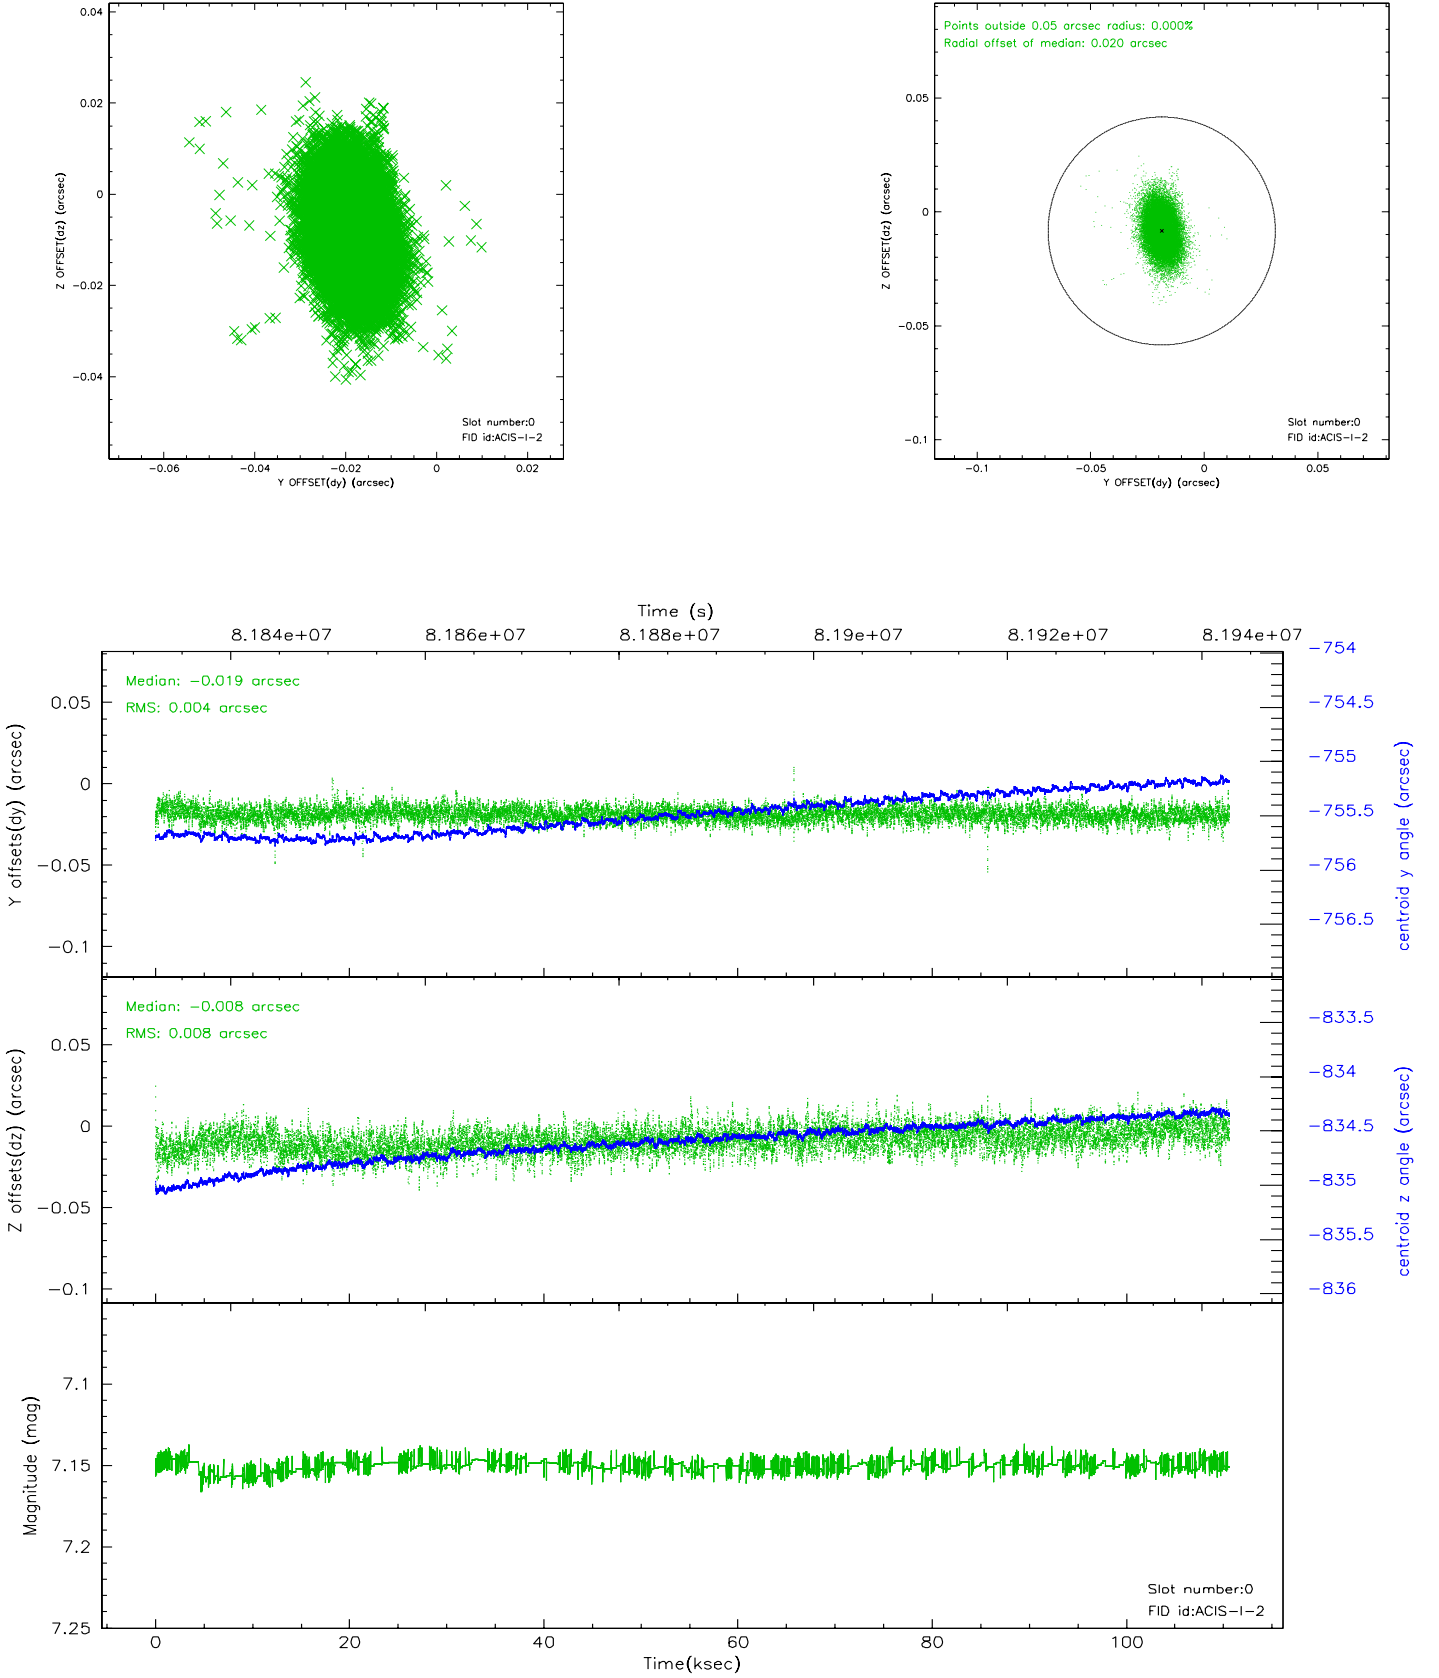 0.04
0.02
0
−0.02
−0.04
Z OFFSET(dz) (arcsec)
Slot number:0
FID id:ACIS−I−2
−0.06
−0.04
−0.02
0
0.02
Y OFFSET(dy) (arcsec)
Points outside 0.05 arcsec radius: 0.000%
Radial offset of median: 0.020 arcsec
0.05
0
−0.05
−0.1
Z OFFSET(dz) (arcsec)
Slot number:0
FID id:ACIS−I−2
−0.1
−0.05
0
0.05
Y OFFSET(dy) (arcsec)
Time (s)
8.184e+07
8.186e+07
8.188e+07
8.19e+07
8.192e+07
8.194e+07
Median: −0.019 arcsec
RMS: 0.004 arcsec
0.05
0
−0.05
−0.1
Y offsets(dy) (arcsec)
−754
−754.5
−755
−755.5
−756
−756.5
centroid y angle (arcsec)
Median: −0.008 arcsec
RMS: 0.008 arcsec
0.05
0
−0.05
−0.1
Z offsets(dz) (arcsec)
−833.5
−834
−834.5
−835
−835.5
−836
centroid z angle (arcsec)
7.1
7.15
7.2
7.25
Magnitude (mag)
Slot number:0
FID id:ACIS−I−2
0
20
40
60
80
100
Time(ksec)